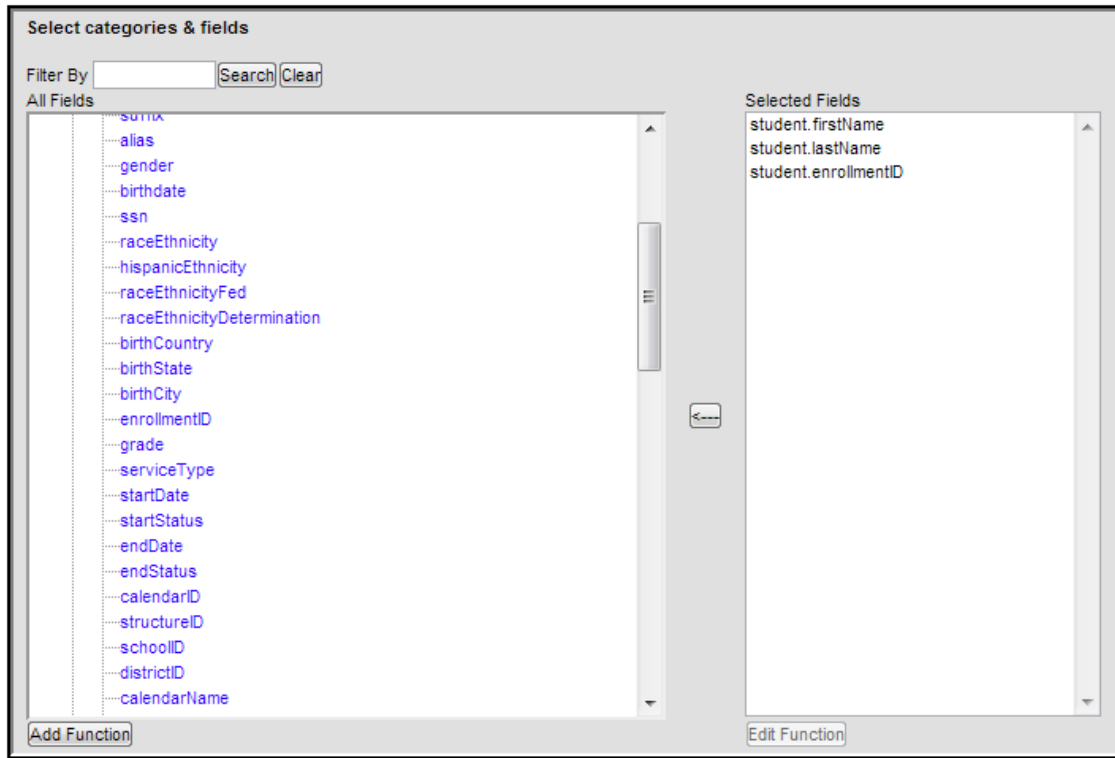 Select categories & fields
Filter By Search Clear
All Fields
suffix
alias
gender
birthdate
ssn
raceEthnicity
hispanicEthnicity
raceEthnicityFed
raceEthnicityDetermination
birthCountry
birthState
birthCity
enrollmentID
grade
serviceType
startDate
startStatus
endDate
endStatus
calendarID
structureID
schoolID
districtID
calendarName
Add Function
<---
Selected Fields
student.firstName
student.lastName
student.enrollmentID
Edit Function